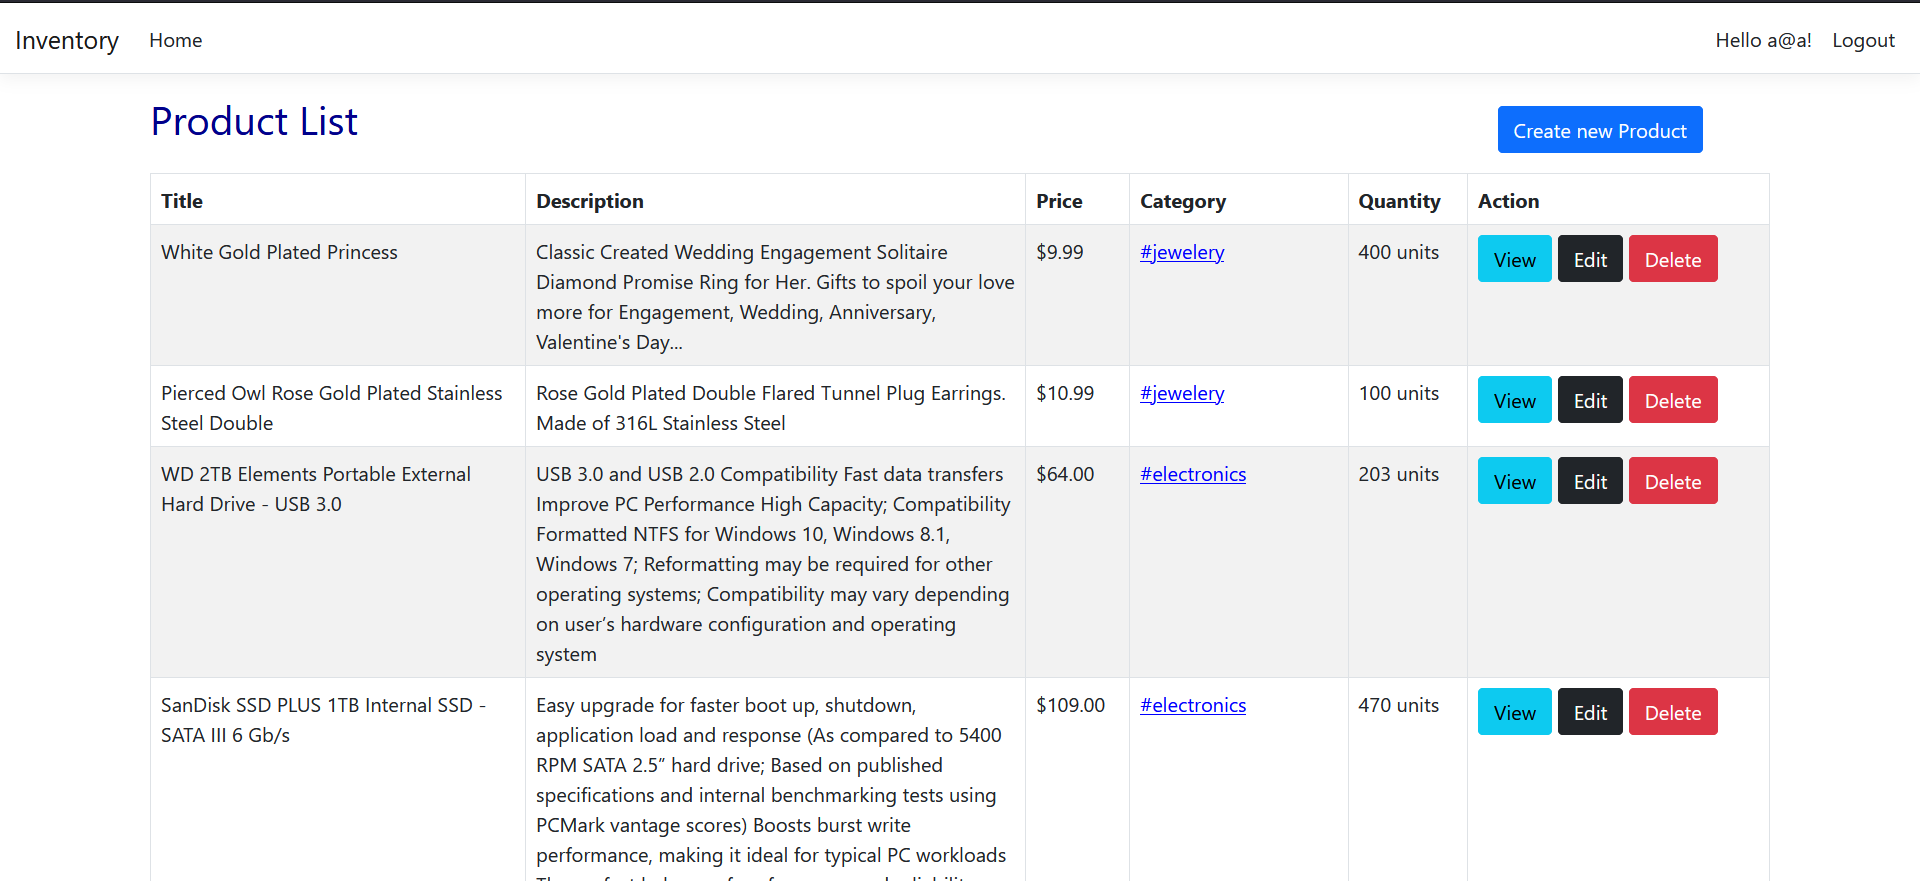 Inventory Home Hello a@a! Logout
Product List
Create new Product
Title Description Price Category Quantity Action
White Gold Plated Princess
Classic Created Wedding Engagement Solitaire
Diamond Promise Ring for Her. Gifts to spoil your love
more for Engagement, Wedding, Anniversary,
Valentine's Day...
$9.99
#jewelery
400 units
View Edit Delete
Pierced Owl Rose Gold Plated Stainless
Steel Double
Rose Gold Plated Double Flared Tunnel Plug Earrings.
Made of 316L Stainless Steel
$10.99
#jewelery
100 units
View Edit Delete
WD 2TB Elements Portable External
Hard Drive - USB 3.0
USB 3.0 and USB 2.0 Compatibility Fast data transfers
Improve PC Performance High Capacity; Compatibility
Formatted NTFS for Windows 10, Windows 8.1,
Windows 7; Reformatting may be required for other
operating systems; Compatibility may vary depending
on user’s hardware configuration and operating
system
$64.00
#electronics
203 units
View Edit Delete
SanDisk SSD PLUS 1TB Internal SSD -
SATA III 6 Gb/s
Easy upgrade for faster boot up, shutdown,
application load and response (As compared to 5400
RPM SATA 2.5” hard drive; Based on published
specifications and internal benchmarking tests using
PCMark vantage scores) Boosts burst write
performance, making it ideal for typical PC workloads
$109.00
#electronics
470 units
View Edit Delete